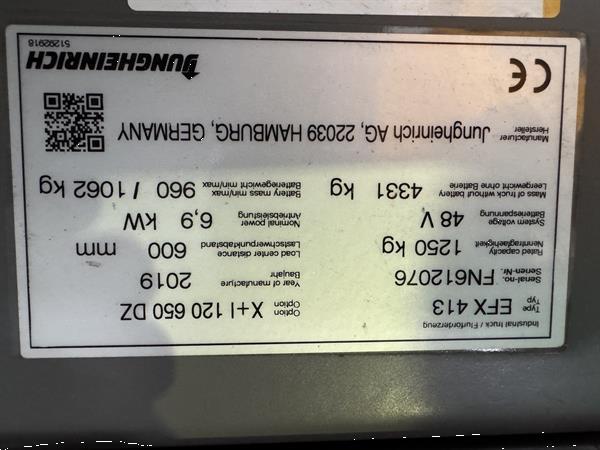 Industrial truck / Flurförderzeug
Type
Typ
EFX 413
Option
Option
X+I 120 650 DZ
Serial-no.
Serien-Nr.
FN612076
Year of manufacture
Baujahr
2019
Rated capacity
Nenntragfähigkeit
1250 kg
Load center distance
Lastschwerpunktabstand
600 mm
System voltage
Batteriespannung
48 V
Nominal power
Antriebsleistung
6,9 kW
Mass o truck without battery
Leergewicht ohne Batterie
4331 kg
Battery mass min/max
Batteriegewicht min/max
960 / 1062 kg
Manufacturer
Hersteller
Jungheinrich AG, 22039 HAMBURG, GERMANY
CE
JUNGHEINRICH
51292918